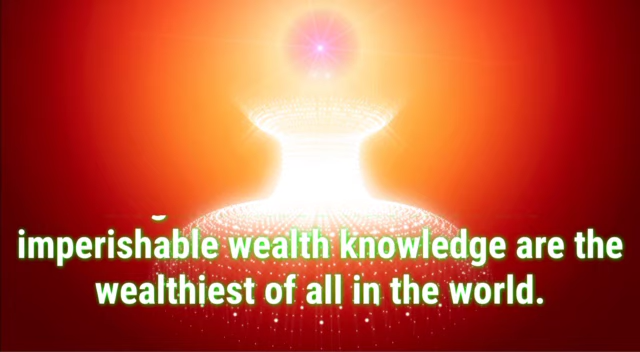 imperishable wealth knowledge are the
wealthiest of all in the world.